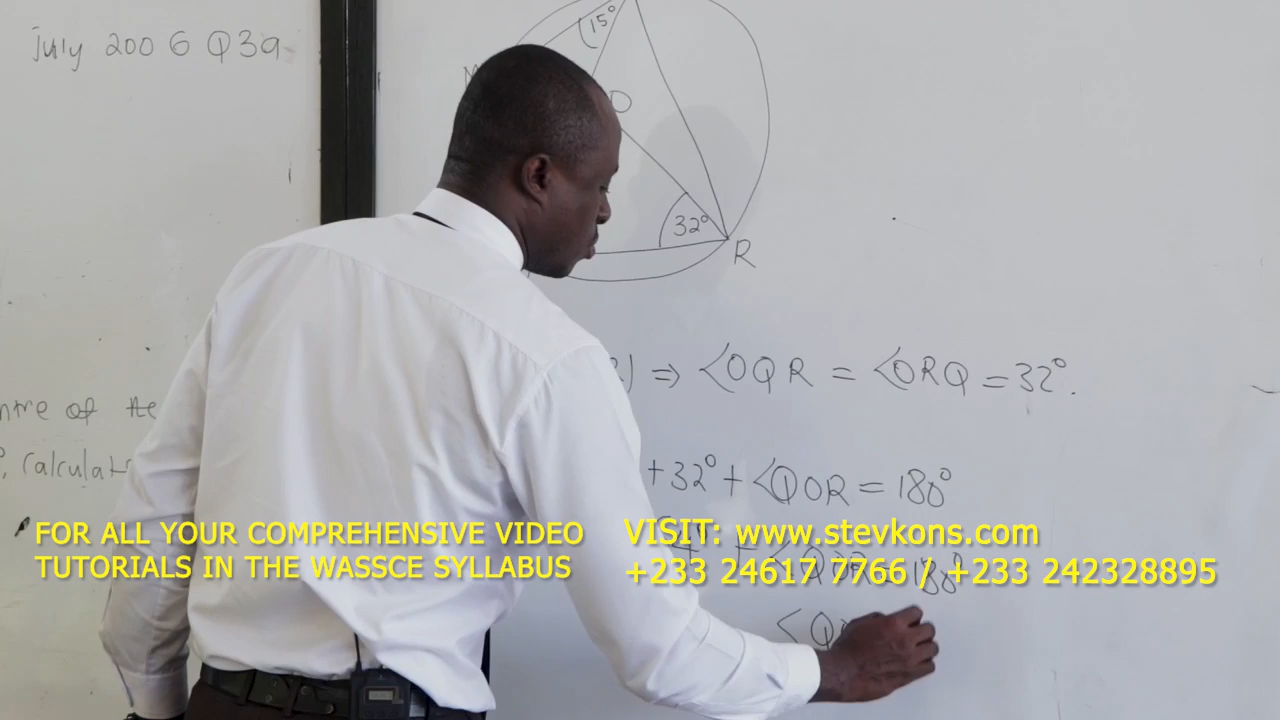 July 2006 Q3a
15°
O
32°
R
⇒ <OQR = <ORQ = 32°.
of the
Calculat
+ 32° + <QOR = 180°
FOR ALL YOUR COMPREHENSIVE VIDEO
TUTORIALS IN THE WASSCE SYLLABUS
VISIT: www.stevkons.com
+233 24617 7766 / +233 242328895
180°